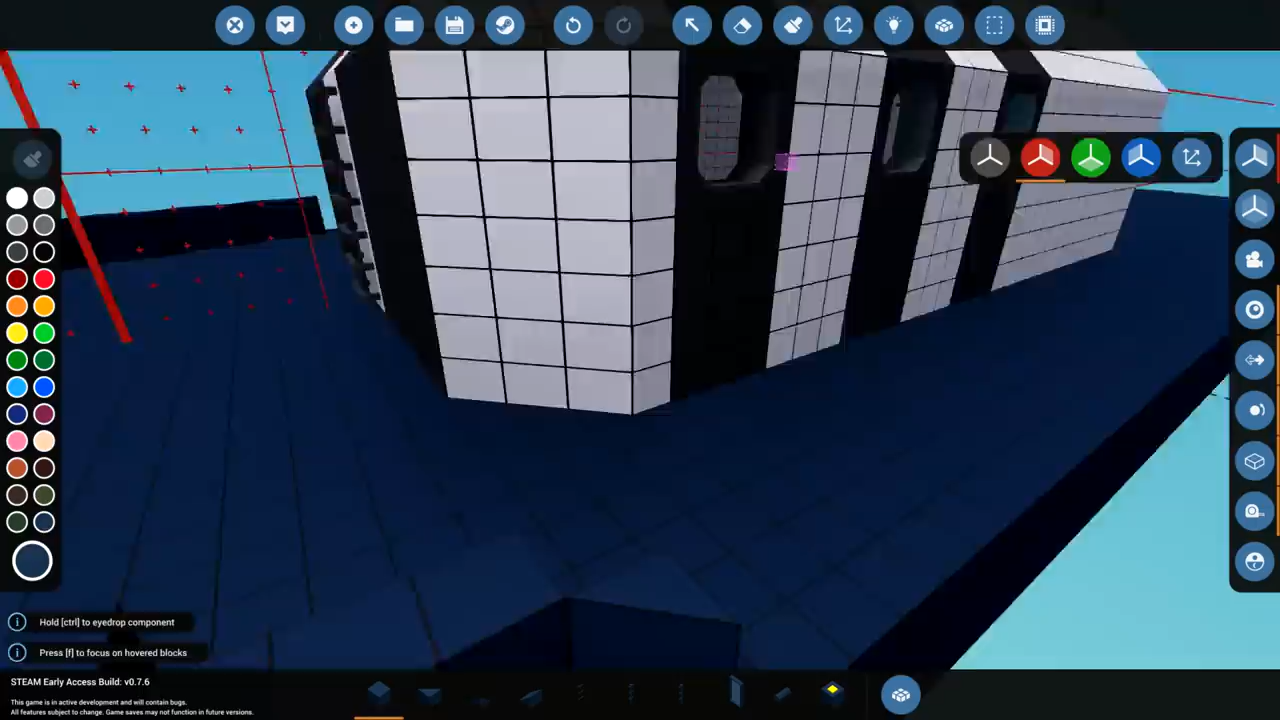 Hold [ctrl] to eyedrop component
Press [f] to focus on hovered blocks
STEAM Early Access Build: v0.7.6
This game is in active development and will contain bugs.
All features subject to change. Game saves may not function in future versions.